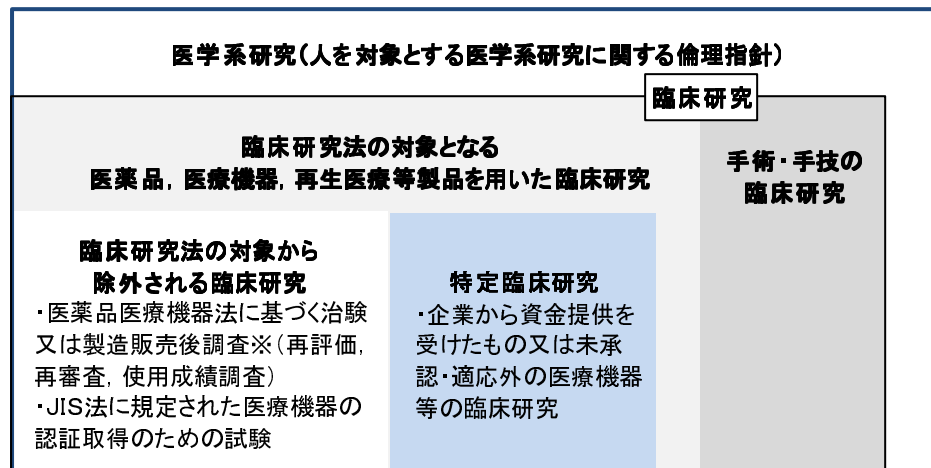 医学系研究（人を対象とする医学系研究に関する倫理指針）
臨床研究
臨床研究法の対象となる
医薬品，医療機器，再生医療等製品を用いた臨床研究
手術・手技の
臨床研究
臨床研究法の対象から
除外される臨床研究
・医薬品医療機器法に基づく治験
又は製造販売後調査※（再評価，
再審査，使用成績調査）
・JIS法に規定された医療機器の
認証取得のための試験
特定臨床研究
・企業から資金提供を
受けたもの又は未承
認・適応外の医療機器
等の臨床研究